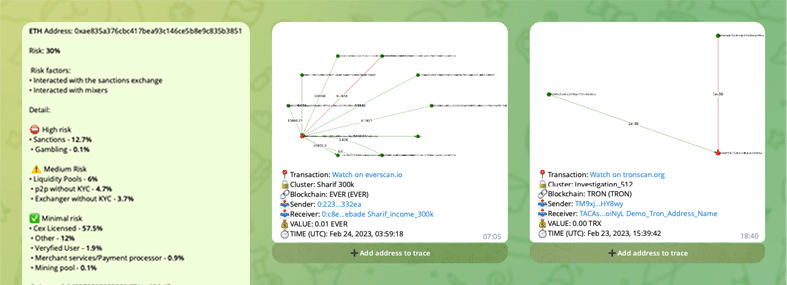 ETH Address: 0xae835a376cbc417bea93c146ce5b8e9c835b3851
Risk: 30%
Risk factors:
• Interacted with the sanctions exchange
• Interacted with mixers
Detail:
High risk
• Sanctions - 12.7%
• Gambling - 0.1%
Medium Risk
• Liquidity Pools - 6%
• p2p without KYC - 4.7%
• Exchanger without KYC - 3.7%
Minimal risk
• Cex Licensed - 57.5%
• Other - 12%
• Veryfied User - 1.9%
• Merchant services/Payment processor - 0.9%
• Mining pool - 0.1%
Transaction: Watch on everscan.io
Cluster: Sharif 300k
Blockchain: EVER (EVER)
Sender: 0:223...332ea
Receiver: 0:c8e...ebade Sharif_income_300k
VALUE: 0.01 EVER
TIME (UTC): Feb 24, 2023, 03:59:18
07:05
+ Add address to trace
Transaction: Watch on tronscan.org
Cluster: Investigation_512
Blockchain: TRON (TRON)
Sender: TM9xj...HY8wy
Receiver: TACAs...oiNyL Demo_Tron_Address_Name
VALUE: 0.00 TRX
TIME (UTC): Feb 23, 2023, 15:39:42
18:40
+ Add address to trace